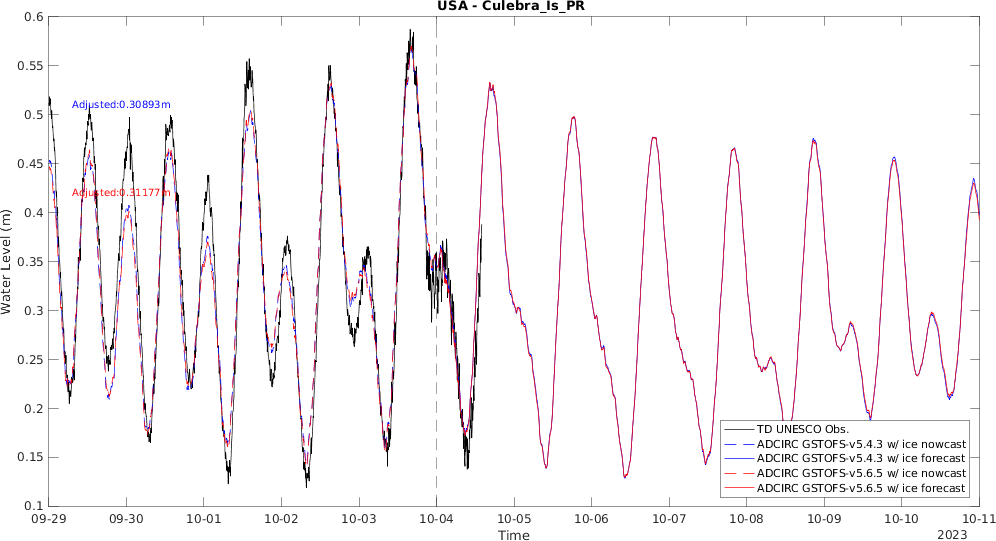 USA - Culebra_Is_PR
0.6
0.55
0.5
0.45
0.4
0.35
0.3
0.25
0.2
0.15
0.1
Water Level (m)
Adjusted:0.30893m
Adjusted:0.31177m
TD UNESCO Obs.
ADCIRC GSTOFS-v5.4.3 w/ ice nowcast
ADCIRC GSTOFS-v5.4.3 w/ ice forecast
ADCIRC GSTOFS-v5.6.5 w/ ice nowcast
ADCIRC GSTOFS-v5.6.5 w/ ice forecast
09-29 09-30 10-01 10-02 10-03 10-04 10-05 10-06 10-07 10-08 10-09 10-10 10-11
Time
2023